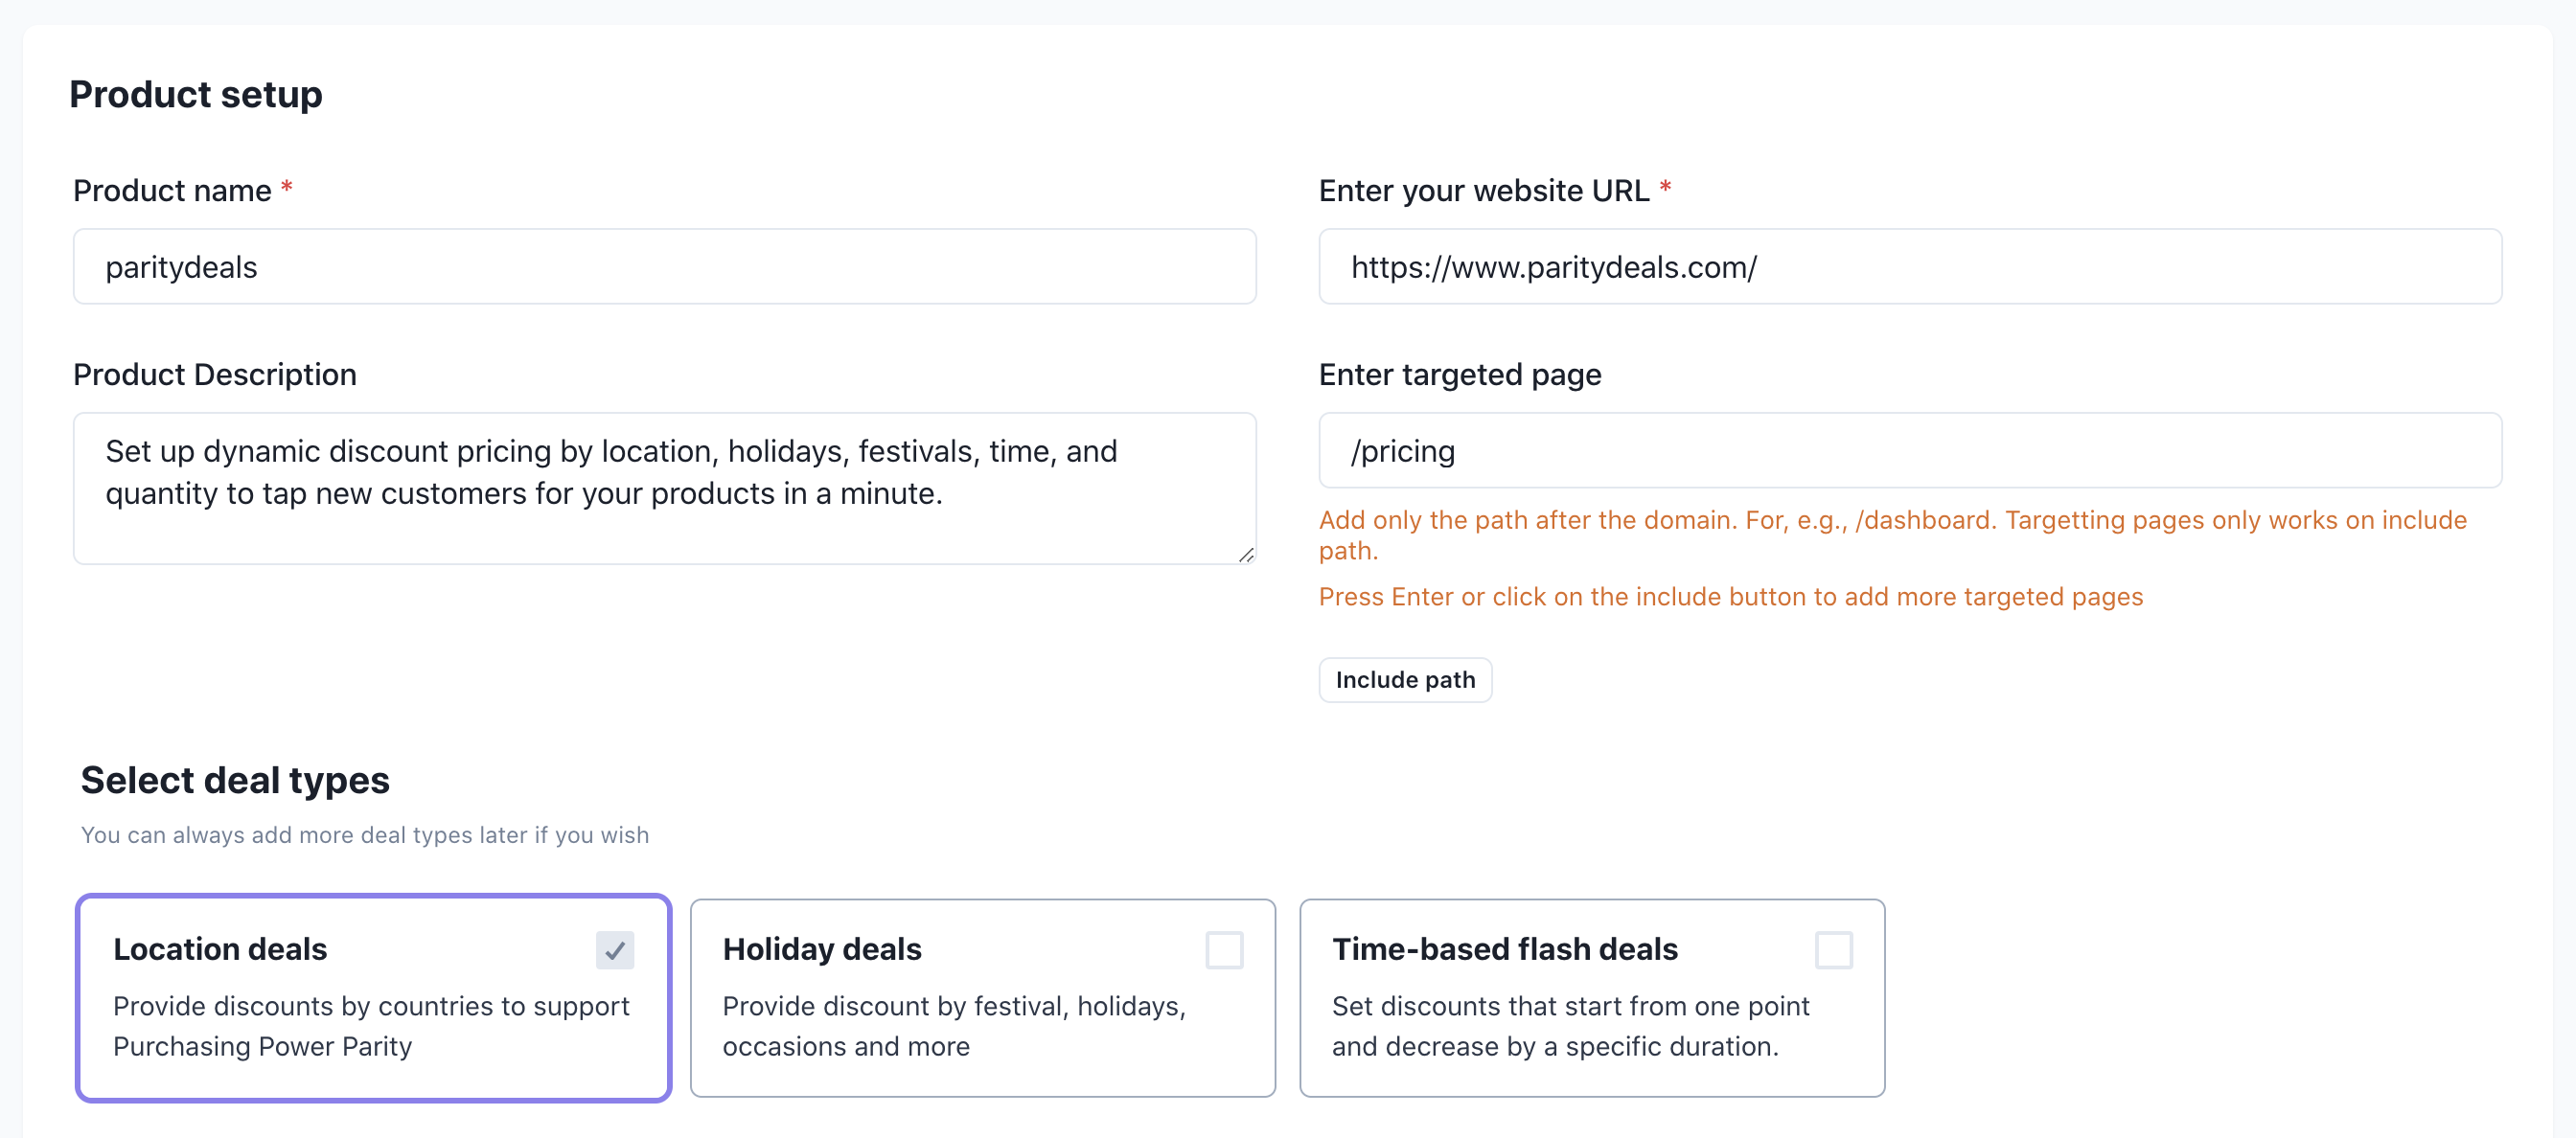 Product setup
Product name *
paritydeals
Enter your website URL *
https://www.paritydeals.com/
Product Description
Set up dynamic discount pricing by location, holidays, festivals, time, and
quantity to tap new customers for your products in a minute.
Enter targeted page
/pricing
Add only the path after the domain. For, e.g., /dashboard. Targetting pages only works on include
path.
Press Enter or click on the include button to add more targeted pages
Include path
Select deal types
You can always add more deal types later if you wish
Location deals
Provide discounts by countries to support
Purchasing Power Parity
Holiday deals
Provide discount by festival, holidays,
occasions and more
Time-based flash deals
Set discounts that start from one point
and decrease by a specific duration.